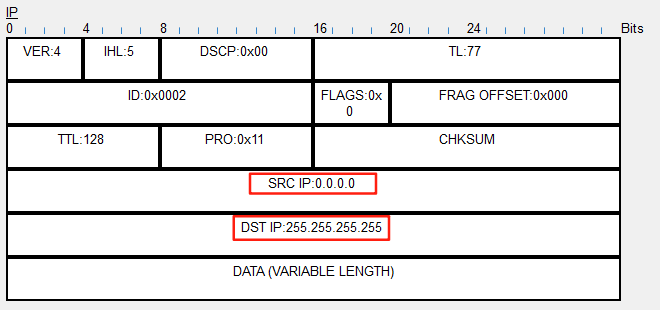 IP
0 4 8 16 20 24 Bits
VER:4 IHL:5 DSCP:0x00 TL:77
ID:0x0002 FLAGS:0x0 FRAG OFFSET:0x000
TTL:128 PRO:0x11 CHKSUM
SRC IP:0.0.0.0
DST IP:255.255.255.255
DATA (VARIABLE LENGTH)